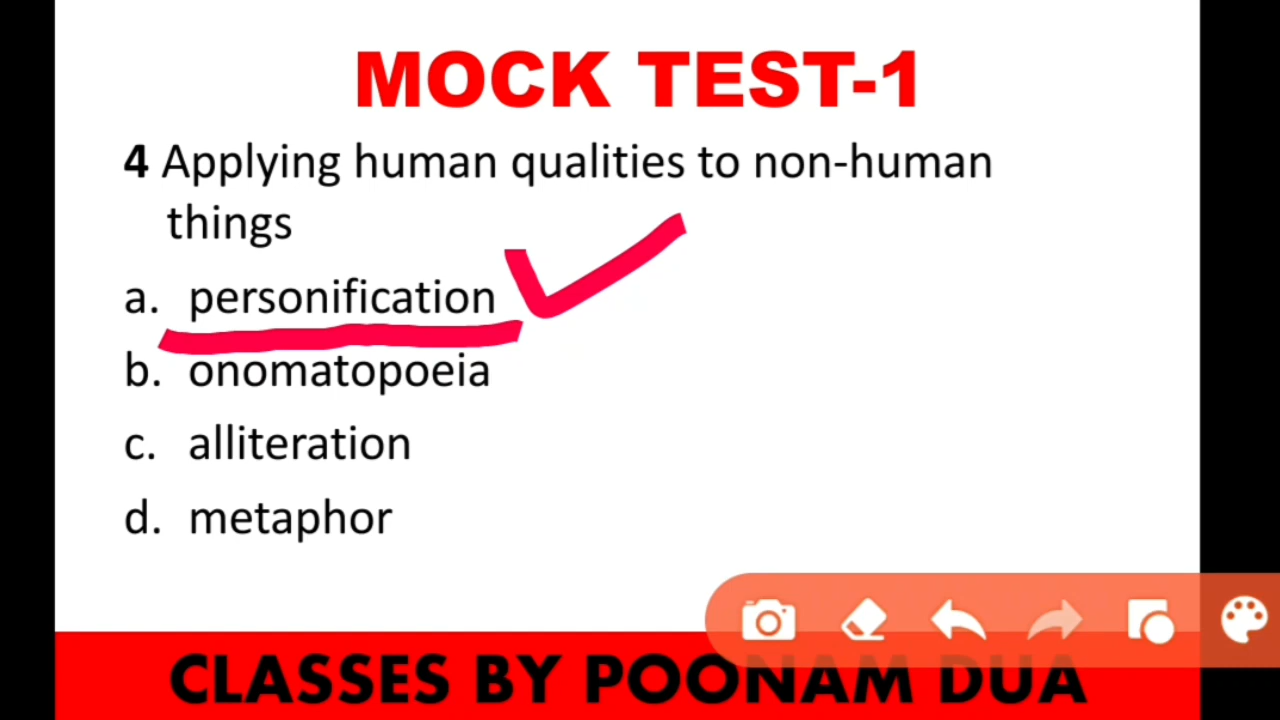 MOCK TEST-1
4 Applying human qualities to non-human
things
a. personification
b. onomatopoeia
c. alliteration
d. metaphor
CLASSES BY POONAM DUA